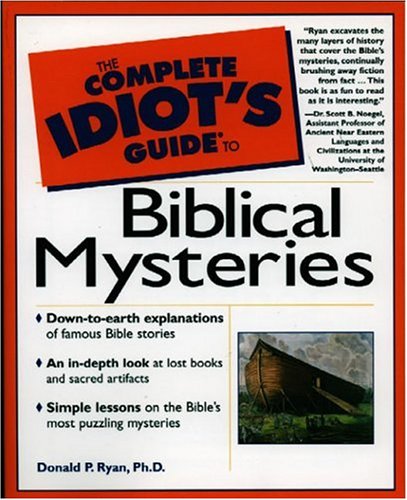 THE
COMPLETE
IDIOT'S
GUIDE® TO
"Ryan excavates the
many layers of history
that cover the Bible's
mysteries, continually
brushing away fiction
from fact ... This
book is as fun to read
as it is interesting."
—Dr. Scott B. Noegel,
Assistant Professor of
Ancient Near Eastern
Languages and
Civilizations at the
University of
Washington–Seattle
Biblical
Mysteries
♦ Down-to-earth explanations
of famous Bible stories
♦ An in-depth look at lost books
and sacred artifacts
♦ Simple lessons on the Bible's
most puzzling mysteries
Donald P. Ryan, Ph.D.